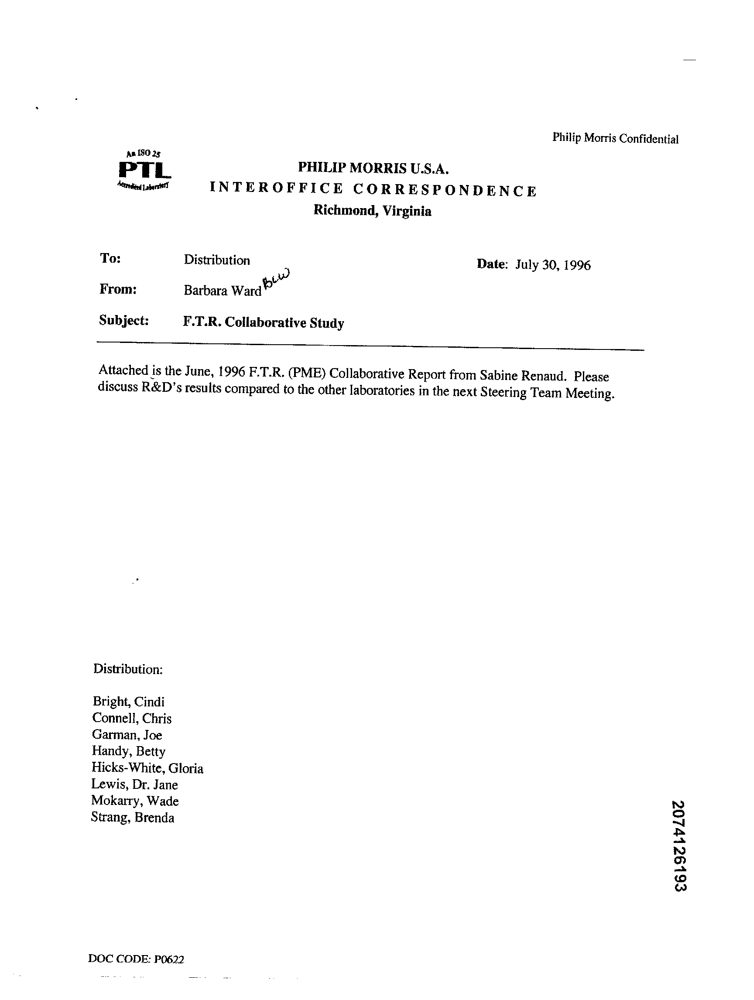 Philip Morris Confidential
An ISO 25
PTL
Accredited Laboratory
PHILIP MORRIS U.S.A.
INTEROFFICE CORRESPONDENCE
Richmond, Virginia
To: Distribution Date: July 30, 1996
From: Barbara Ward BLW
Subject: F.T.R. Collaborative Study
Attached is the June, 1996 F.T.R. (PME) Collaborative Report from Sabine Renaud. Please
discuss R&D's results compared to the other laboratories in the next Steering Team Meeting.
Distribution:
Bright, Cindi
Connell, Chris
Garman, Joe
Handy, Betty
Hicks-White, Gloria
Lewis, Dr. Jane
Mokarry, Wade
Strang, Brenda
2074126193
DOC CODE: P0622